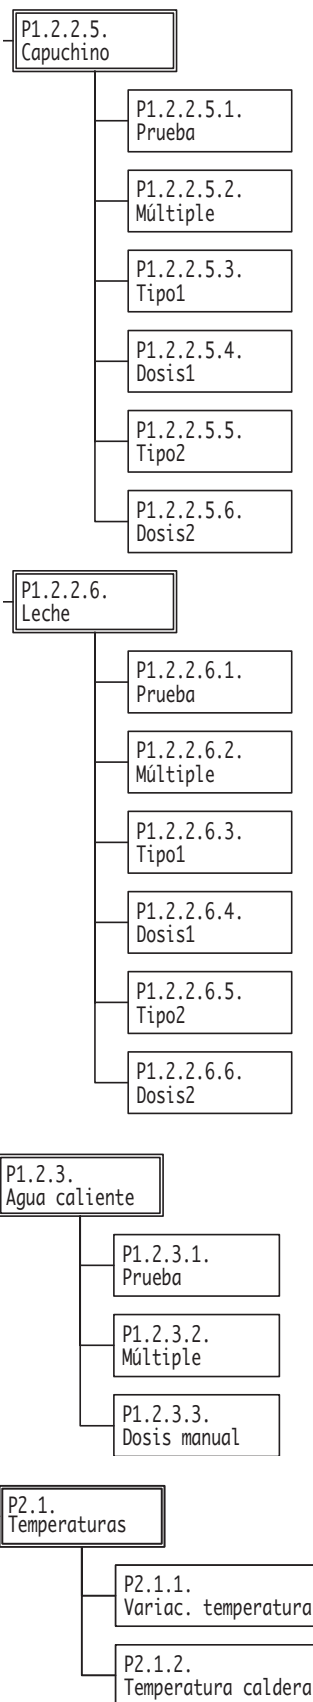 P1.2.2.5.
Capuchino
P1.2.2.5.1.
Prueba
P1.2.2.5.2.
Múltiple
P1.2.2.5.3.
Tipo1
P1.2.2.5.4.
Dosis1
P1.2.2.5.5.
Tipo2
P1.2.2.5.6.
Dosis2
P1.2.2.6.
Leche
P1.2.2.6.1.
Prueba
P1.2.2.6.2.
Múltiple
P1.2.2.6.3.
Tipo1
P1.2.2.6.4.
Dosis1
P1.2.2.6.5.
Tipo2
P1.2.2.6.6.
Dosis2
P1.2.3.
Agua caliente
P1.2.3.1.
Prueba
P1.2.3.2.
Múltiple
P1.2.3.3.
Dosis manual
P2.1.
Temperaturas
P2.1.1.
Variac. temperatura
P2.1.2.
Temperatura caldera